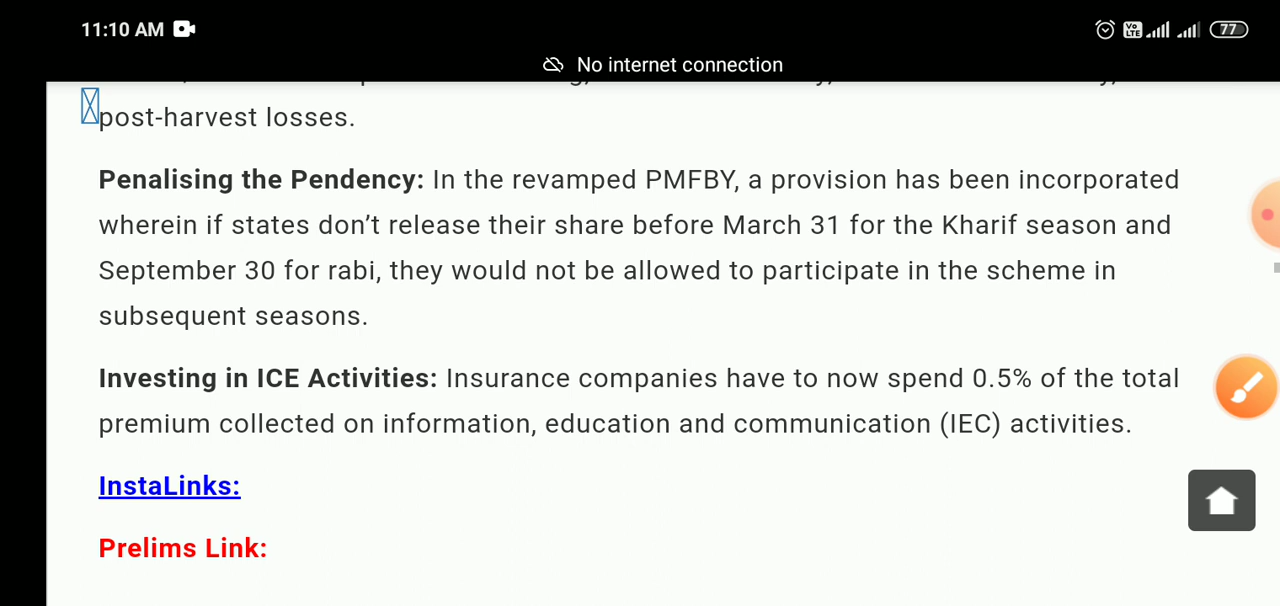 11:10 AM
Vo
LTE
77
No internet connection
post-harvest losses.
Penalising the Pendency: In the revamped PMFBY, a provision has been incorporated
wherein if states don’t release their share before March 31 for the Kharif season and
September 30 for rabi, they would not be allowed to participate in the scheme in
subsequent seasons.
Investing in ICE Activities: Insurance companies have to now spend 0.5% of the total
premium collected on information, education and communication (IEC) activities.
InstaLinks:
Prelims Link: